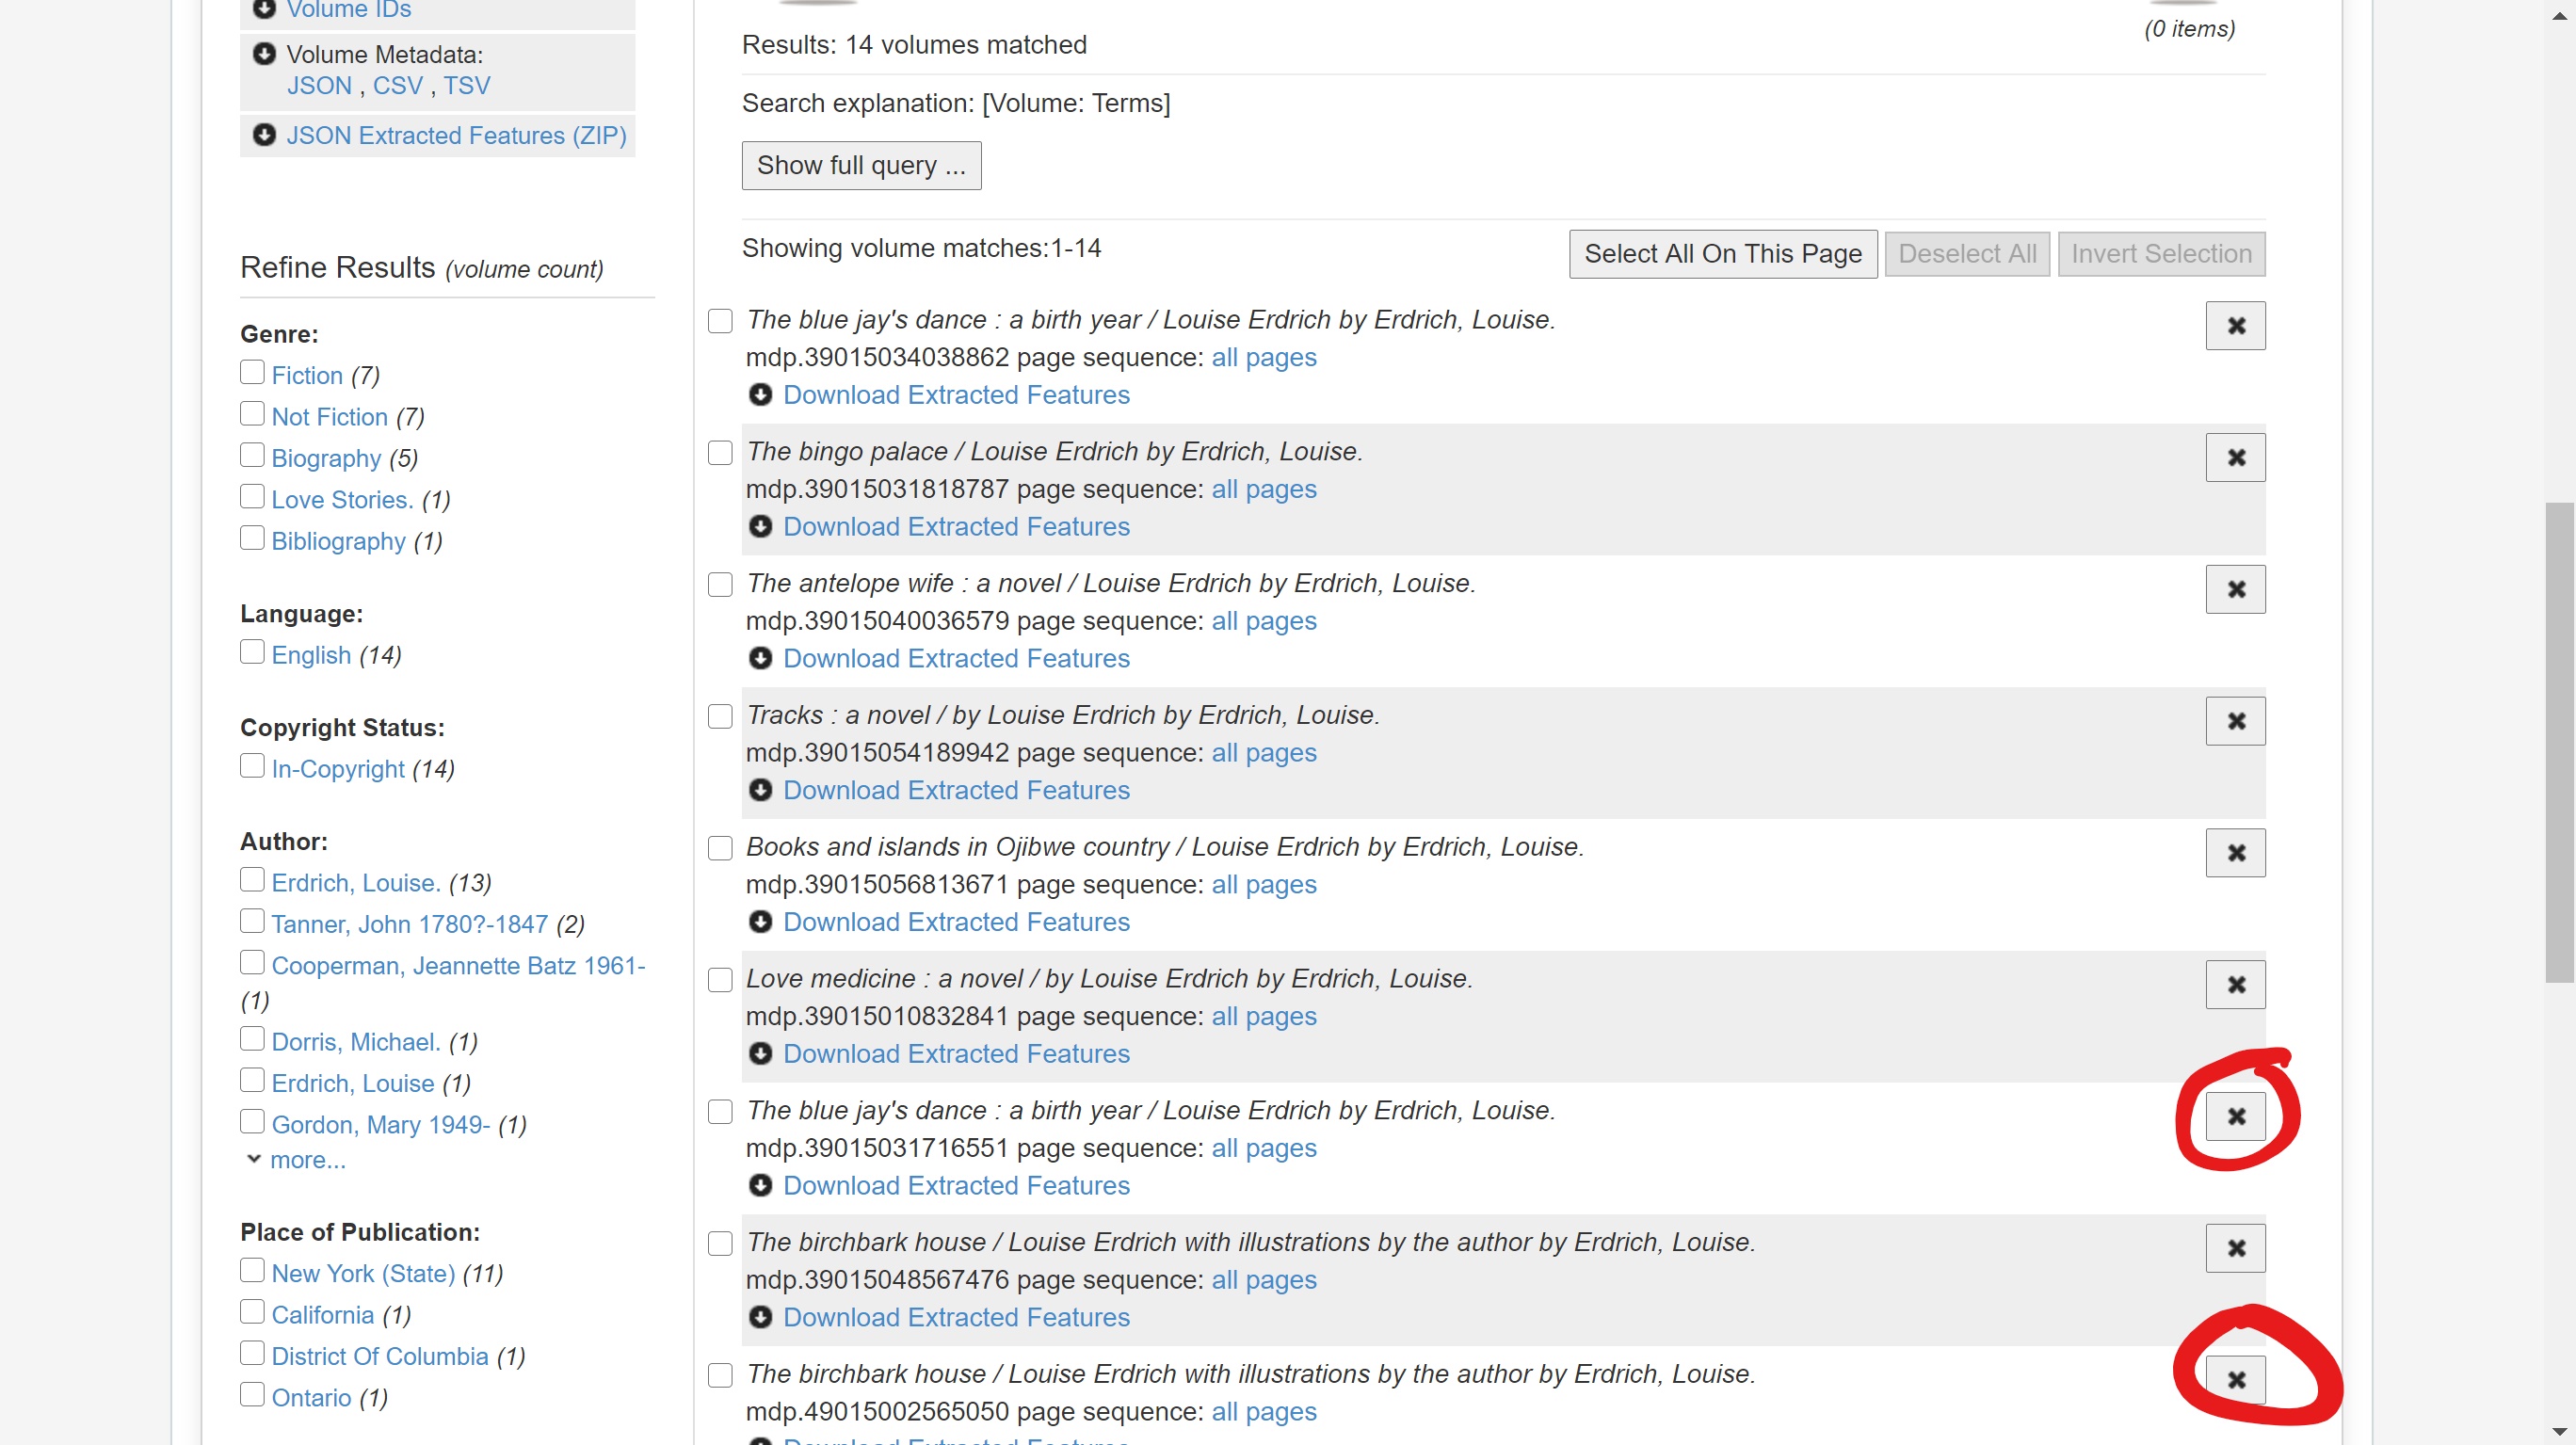 Volume IDs
Volume Metadata:
JSON , CSV , TSV
JSON Extracted Features (ZIP)
Refine Results (volume count)
Genre:
Fiction (7)
Not Fiction (7)
Biography (5)
Love Stories. (1)
Bibliography (1)
Language:
English (14)
Copyright Status:
In-Copyright (14)
Author:
Erdrich, Louise. (13)
Tanner, John 1780?-1847 (2)
Cooperman, Jeannette Batz 1961-
(1)
Dorris, Michael. (1)
Erdrich, Louise (1)
Gordon, Mary 1949- (1)
more...
Place of Publication:
New York (State) (11)
California (1)
District Of Columbia (1)
Ontario (1)
(0 items)
Results: 14 volumes matched
Search explanation: [Volume: Terms]
Show full query ...
Showing volume matches:1-14
Select All On This Page Deselect All Invert Selection
The blue jay's dance : a birth year / Louise Erdrich by Erdrich, Louise.
mdp.39015034038862 page sequence: all pages
Download Extracted Features
The bingo palace / Louise Erdrich by Erdrich, Louise.
mdp.39015031818787 page sequence: all pages
Download Extracted Features
The antelope wife : a novel / Louise Erdrich by Erdrich, Louise.
mdp.39015040036579 page sequence: all pages
Download Extracted Features
Tracks : a novel / by Louise Erdrich by Erdrich, Louise.
mdp.39015054189942 page sequence: all pages
Download Extracted Features
Books and islands in Ojibwe country / Louise Erdrich by Erdrich, Louise.
mdp.39015056813671 page sequence: all pages
Download Extracted Features
Love medicine : a novel / by Louise Erdrich by Erdrich, Louise.
mdp.39015010832841 page sequence: all pages
Download Extracted Features
The blue jay's dance : a birth year / Louise Erdrich by Erdrich, Louise.
mdp.39015031716551 page sequence: all pages
Download Extracted Features
The birchbark house / Louise Erdrich with illustrations by the author by Erdrich, Louise.
mdp.39015048567476 page sequence: all pages
Download Extracted Features
The birchbark house / Louise Erdrich with illustrations by the author by Erdrich, Louise.
mdp.49015002565050 page sequence: all pages
Download Extracted Features